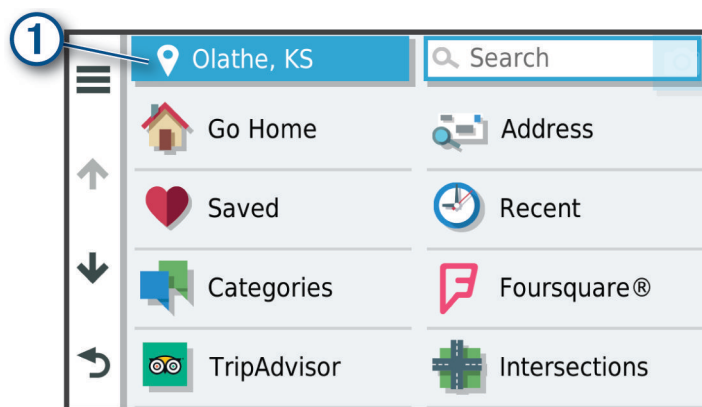 1
Olathe, KS
Search
Go Home
Address
Saved
Recent
Categories
Foursquare®
TripAdvisor
Intersections